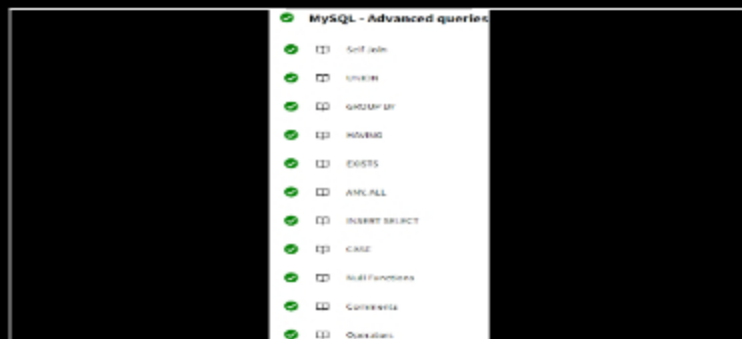 MySQL - Advanced queries
Self Join
UNION
GROUP BY
HAVING
EXISTS
ANY, ALL
INSERT SELECT
CASE
Null Functions
Comments
Operators